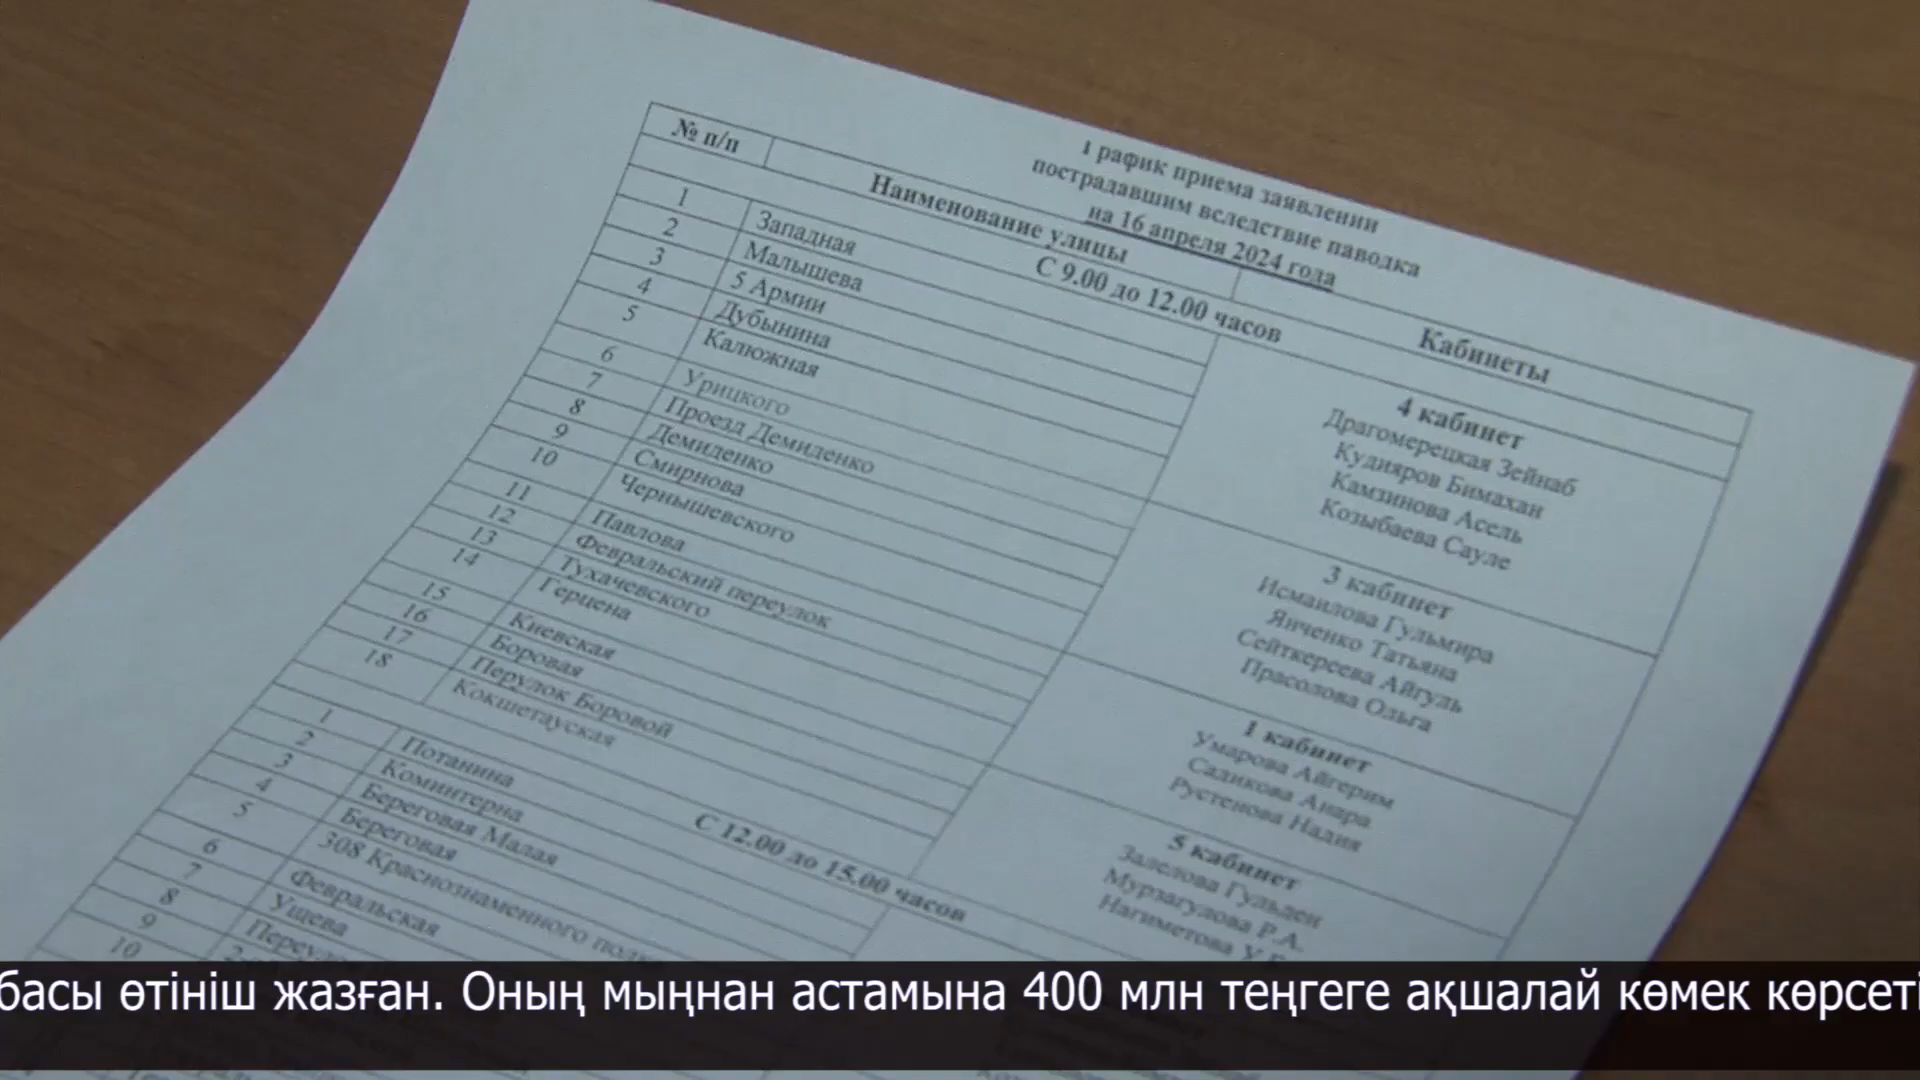 График приема заявлении
пострадавшим вследствие паводка
на 16 апреля 2024 года
№ п/п Наименование улицы Кабинеты
С 9.00 до 12.00 часов
1 Западная
2 Малышева
3 5 Армии
4 Дубынина
5 Калюжная
4 кабинет
Драгомерецкая Зейнаб
Кудияров Бимахан
Камзинова Асель
Козыбаева Сауле
6 Урицкого
7 Проезд Демиденко
8 Демиденко
9 Смирнова
10 Чернышевского
3 кабинет
Исмаилова Гульмира
Янченко Татьяна
Сейткереева Айгуль
Прасолова Ольга
11 Павлова
12 Февральский переулок
13 Тухачевского
14 Герцена
1 кабинет
Умарова Айгерим
Садикова Анара
Рустенова Надия
15 Киевская
16 Боровая
17 Перулок Боровой
18 Кокшетауская
5 кабинет
Залелова Гульден
Мурзагулова Р.А.
Нагиметова У
С 12.00 до 15.00 часов
1 Потанина
2 Коминтерна
3 Береговая Малая
4 Береговая
5 308 Краснознаменного
6 Февральская
7 Ущева
8
9
10
басы өтініш жазған. Оның мыңнан астамына 400 млн теңгеге ақшалай көмек көрсеті